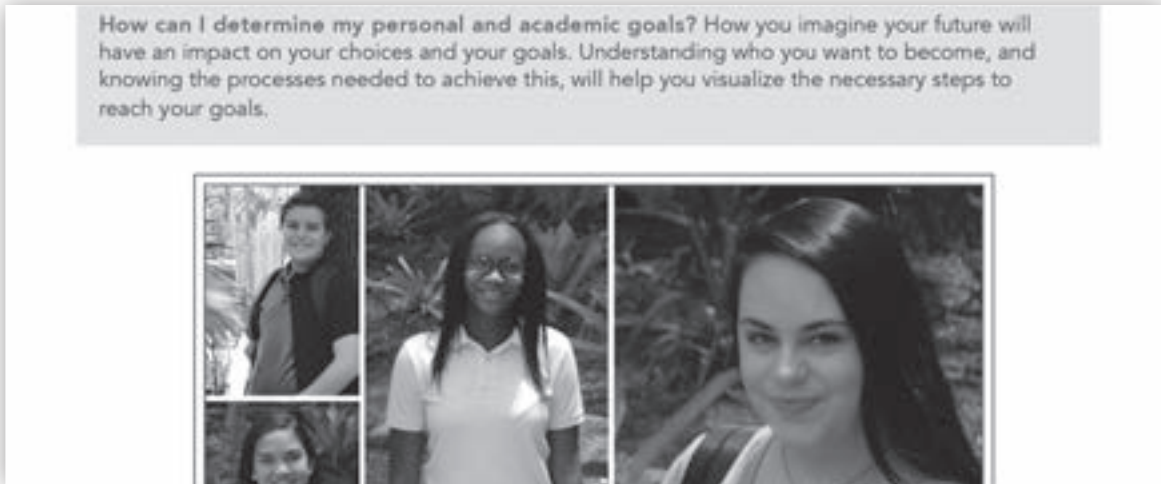 How can I determine my personal and academic goals? How you imagine your future will
have an impact on your choices and your goals. Understanding who you want to become, and
knowing the processes needed to achieve this, will help you visualize the necessary steps to
reach your goals.